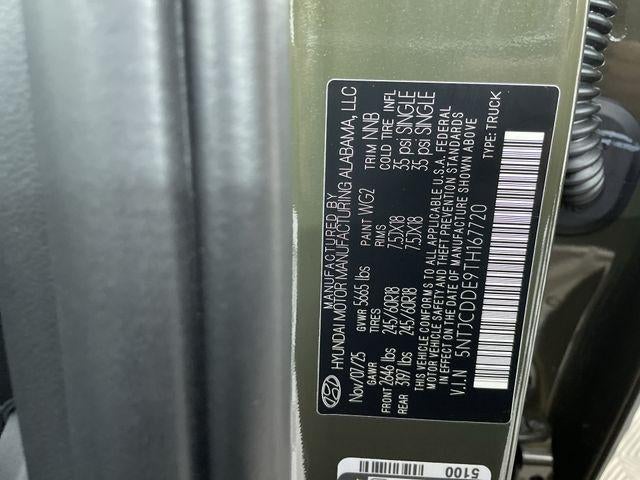 MANUFACTURED BY
HYUNDAI MOTOR MANUFACTURING ALABAMA, LLC
Nov/07/25 GVWR 5665 lbs PAINT WG2 TRIM NNB
GAWR TIRES RIMS COLD TIRE INFL
FRONT 2646 lbs 245/60R18 7.5JX18 35 psi SINGLE
REAR 3197 lbs 245/60R18 7.5JX18 35 psi SINGLE
THIS VEHICLE CONFORMS TO ALL APPLICABLE U.S.A. FEDERAL
MOTOR VEHICLE SAFETY AND THEFT PREVENTION STANDARDS
IN EFFECT ON THE DATE OF MANUFACTURE SHOWN ABOVE
V.I.N 5NTJCDDE9TH167720 TYPE: TRUCK
5100